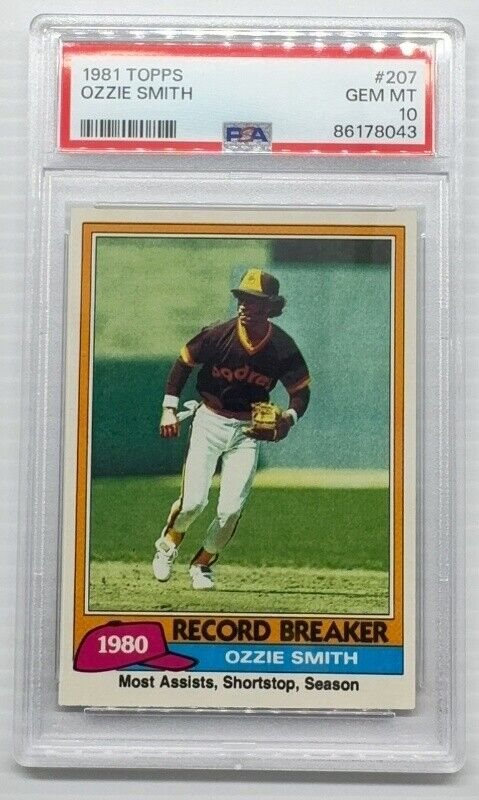 1981 TOPPS #207
OZZIE SMITH GEM MT
10
PSA 86178043
padres
1980 RECORD BREAKER
OZZIE SMITH
Most Assists, Shortstop, Season